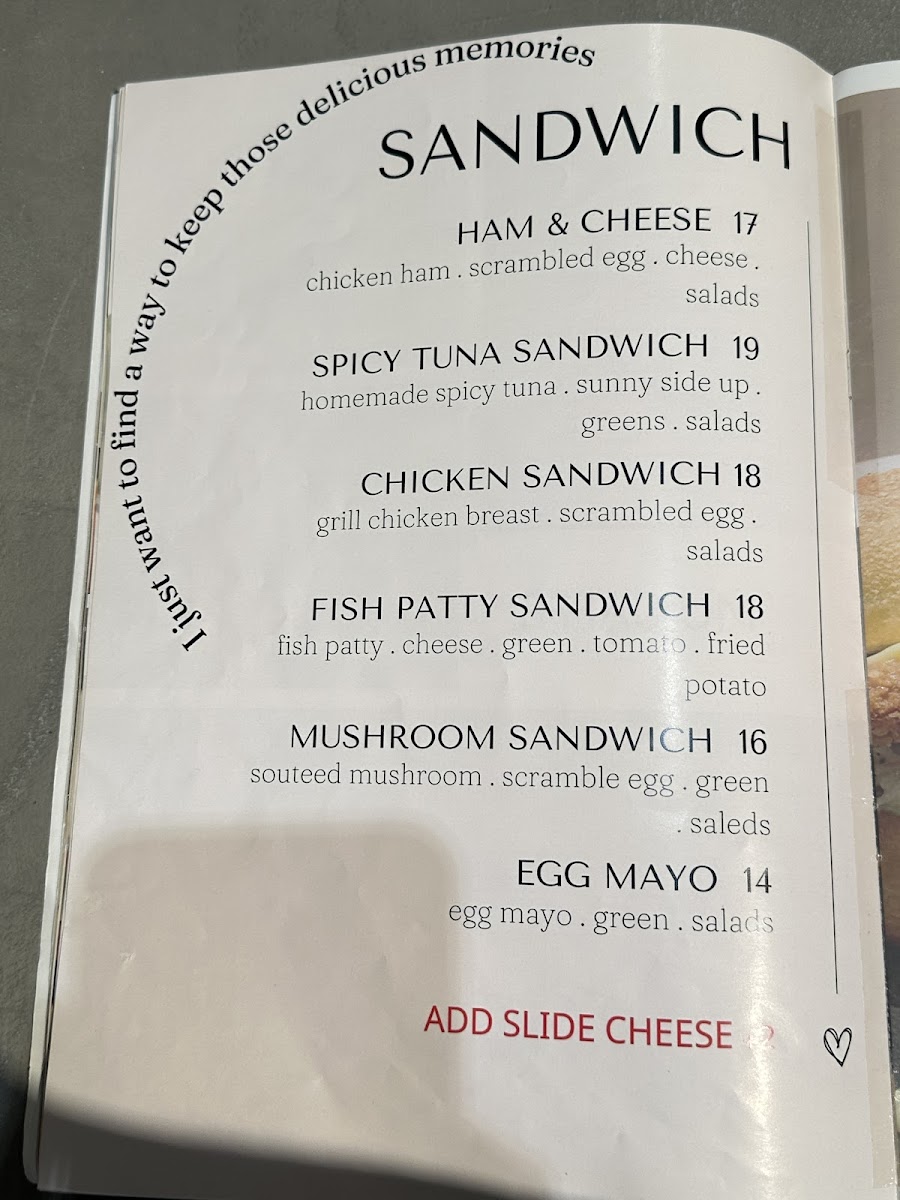 I just want to find a way to keep those delicious memories
SANDWICH
HAM & CHEESE 17
chicken ham . scrambled egg . cheese .
salads
SPICY TUNA SANDWICH 19
homemade spicy tuna . sunny side up .
greens . salads
CHICKEN SANDWICH 18
grill chicken breast . scrambled egg .
salads
FISH PATTY SANDWICH 18
fish patty . cheese . green . tomato . fried
potato
MUSHROOM SANDWICH 16
souteed mushroom . scramble egg . green
. saleds
EGG MAYO 14
egg mayo . green . salads
ADD SLIDE CHEESE 2